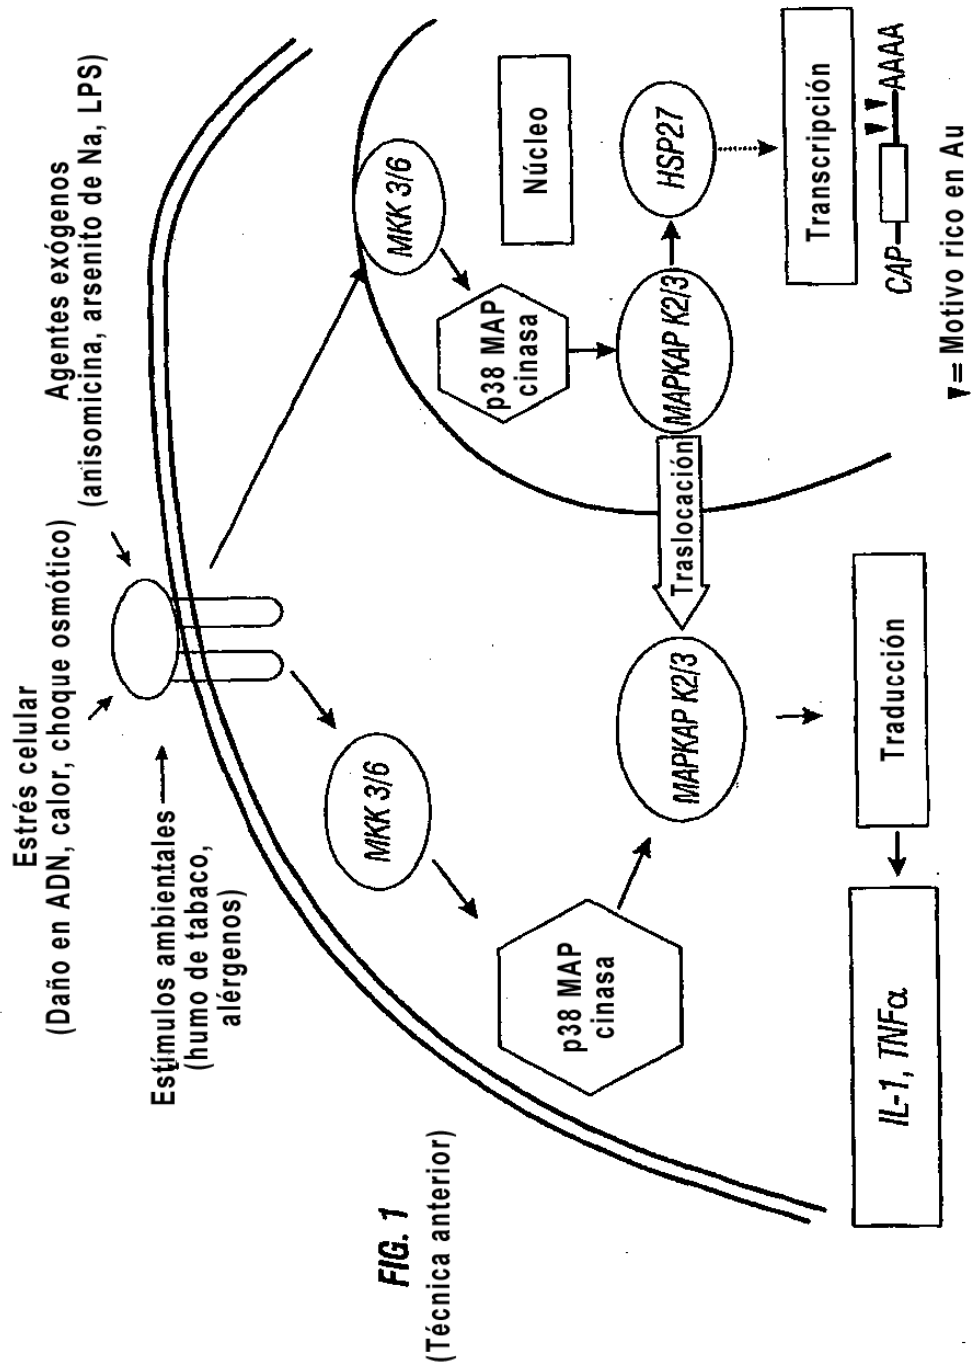 Estrés celular
(Daño en ADN, calor, choque osmótico)
Agentes exógenos
(anisomicina, arsenito de Na, LPS)
Estímulos ambientales
(humo de tabaco,
alérgenos)
MKK 3/6
MKK 3/6
p38 MAP
cinasa
p38 MAP
cinasa
Núcleo
MAPKAP K2/3
Traslocación
MAPKAP K2/3
HSP27
Transcripción
CAP
AAAA
Traducción
IL-1, TNFα
= Motivo rico en Au
FIG. 1
(Técnica anterior)